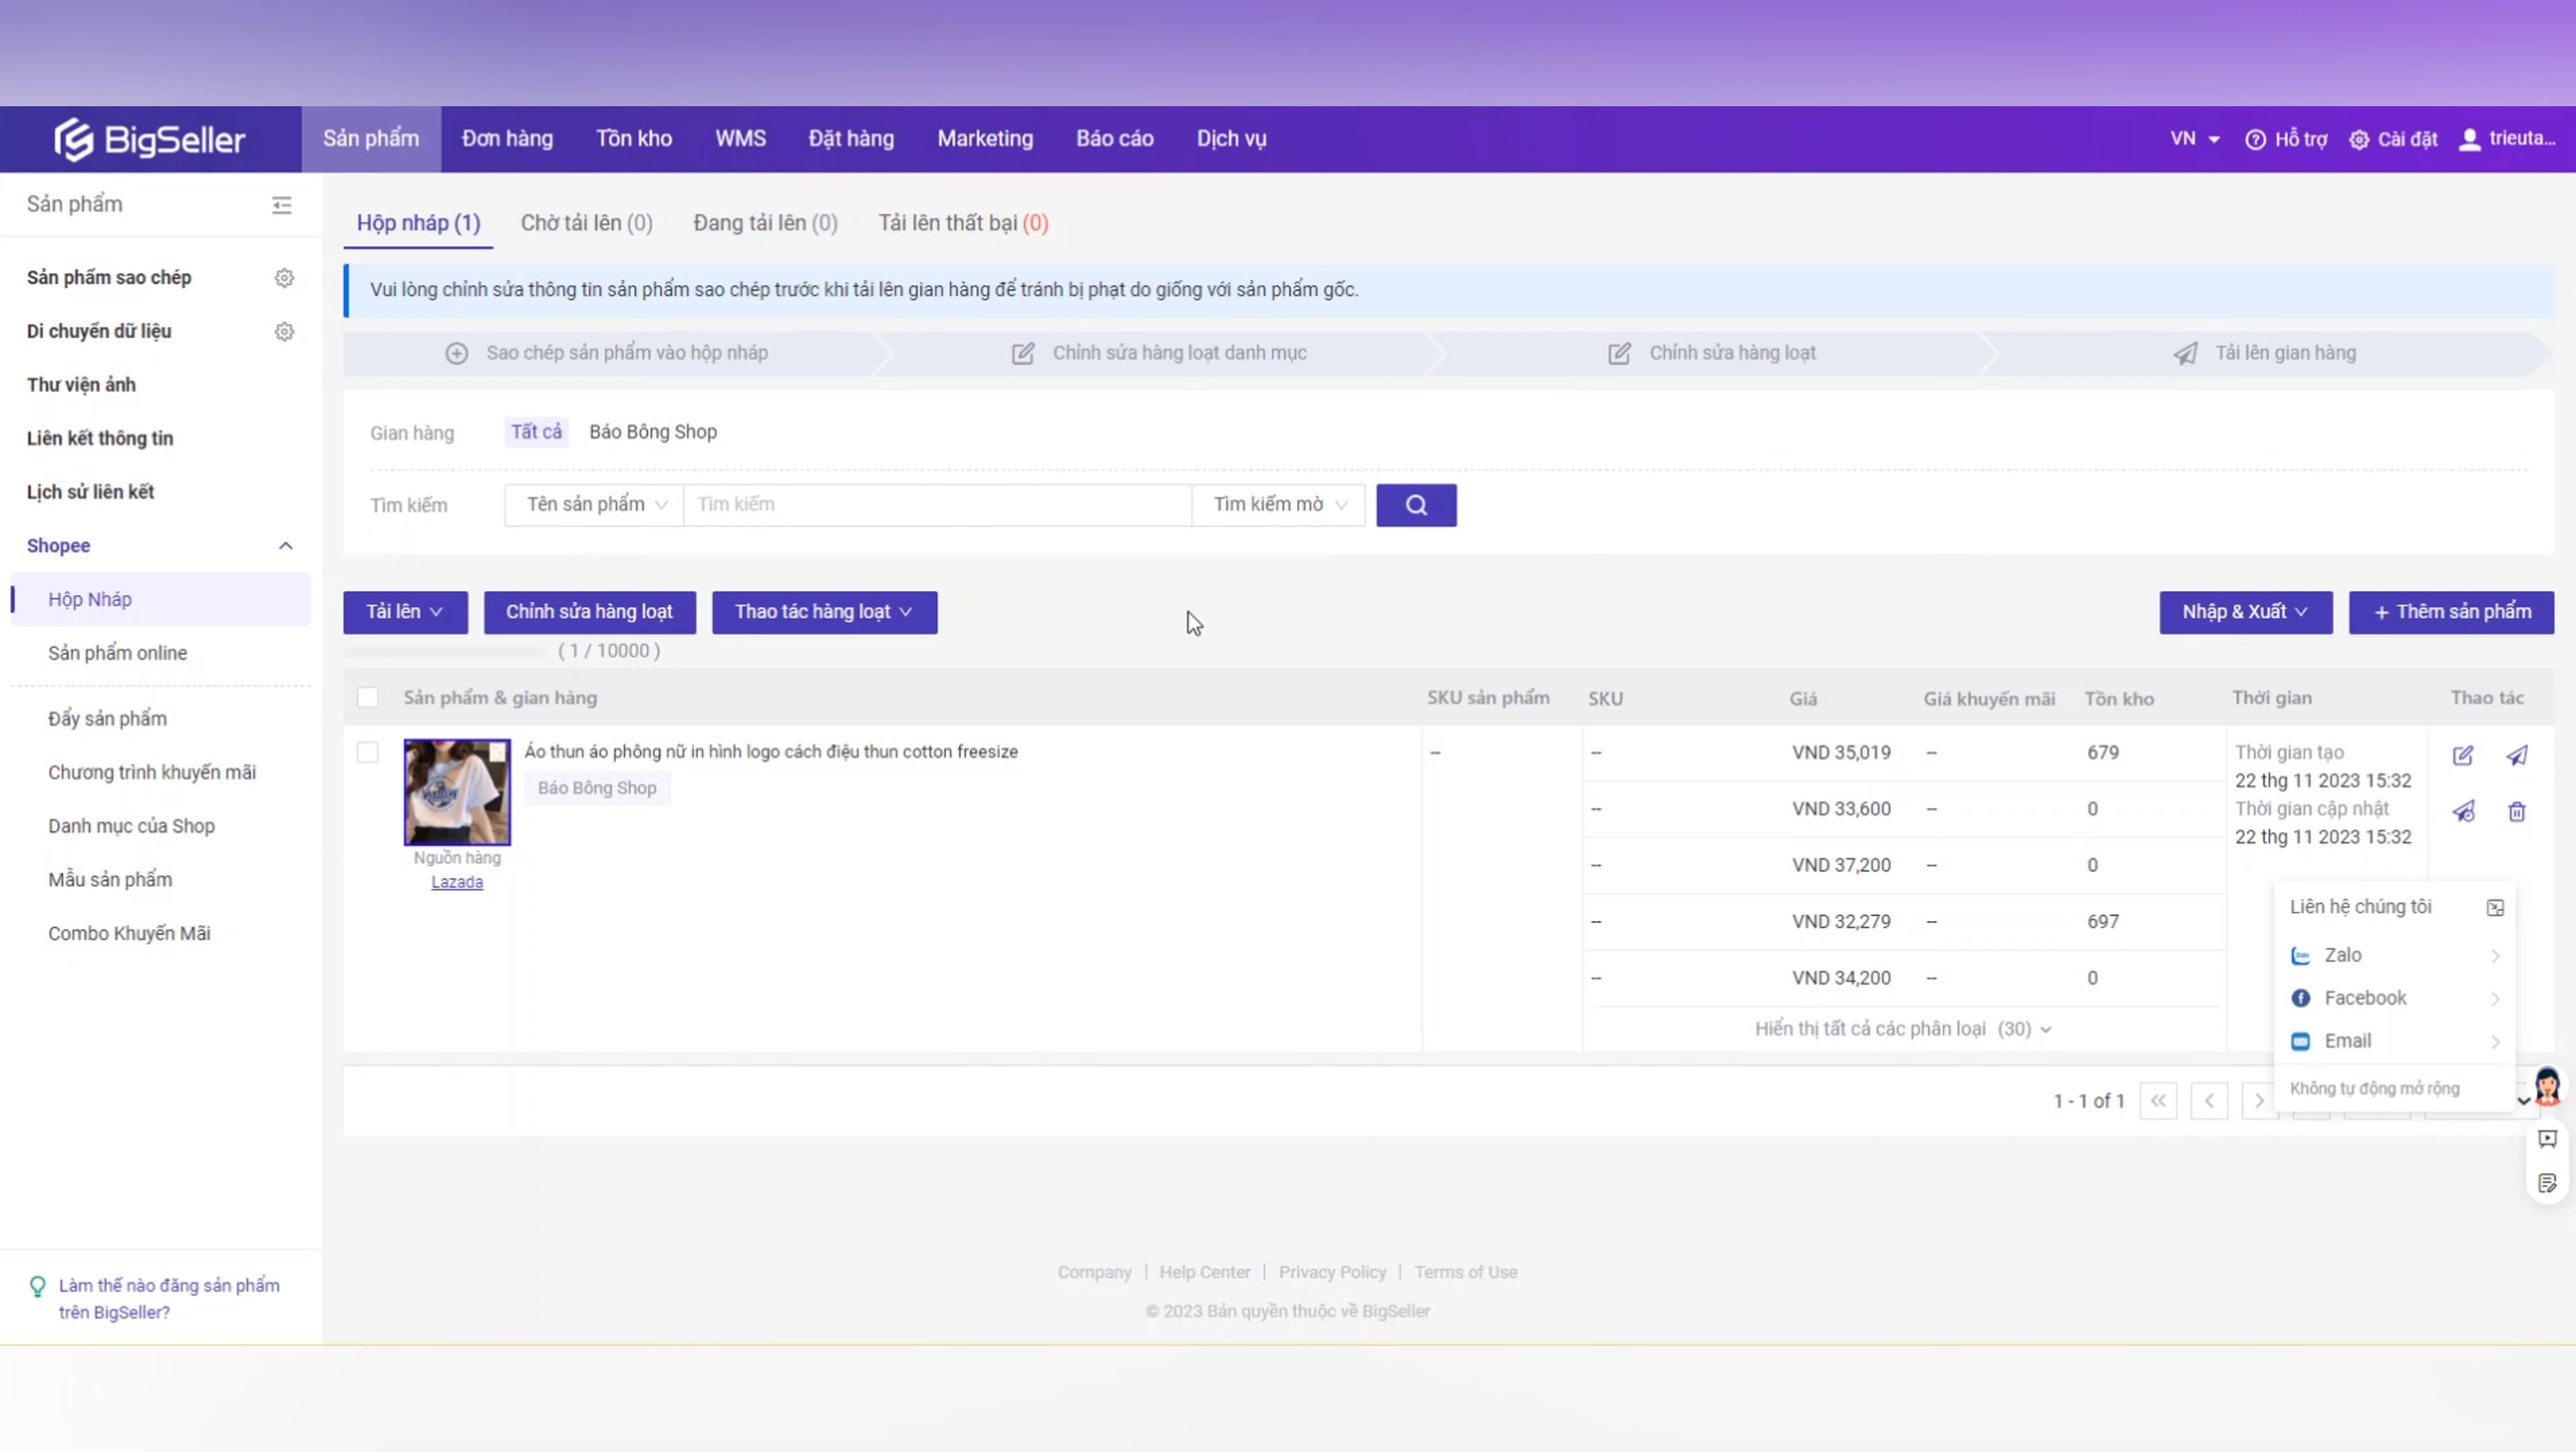 BigSeller
Sản phẩm Đơn hàng Tồn kho WMS Đặt hàng Marketing Báo cáo Dịch vụ VN Hỗ trợ Cài đặt trieuta...
Sản phẩm
Sản phẩm sao chép
Di chuyển dữ liệu
Thư viện ảnh
Liên kết thông tin
Lịch sử liên kết
Shopee
Hộp Nháp
Sản phẩm online
Đẩy sản phẩm
Chương trình khuyến mãi
Danh mục của Shop
Mẫu sản phẩm
Combo Khuyến Mãi
Làm thế nào đăng sản phẩm
trên BigSeller?
Hộp nháp (1) Chờ tải lên (0) Đang tải lên (0) Tải lên thất bại (0)
Vui lòng chỉnh sửa thông tin sản phẩm sao chép trước khi tải lên gian hàng để tránh bị phạt do giống với sản phẩm gốc.
Sao chép sản phẩm vào hộp nháp Chỉnh sửa hàng loạt danh mục Chỉnh sửa hàng loạt Tải lên gian hàng
Gian hàng Tất cả Báo Bông Shop
Tìm kiếm Tên sản phẩm Tìm kiếm Tìm kiếm mờ
Tải lên Chỉnh sửa hàng loạt Thao tác hàng loạt Nhập & Xuất + Thêm sản phẩm
( 1 / 10000 )
Sản phẩm & gian hàng SKU sản phẩm SKU Giá Giá khuyến mãi Tồn kho Thời gian Thao tác
Áo thun áo phông nữ in hình logo cách điệu thun cotton freesize
Báo Bông Shop
Nguồn hàng
Lazada
--
-- VND 35,019 -- 679
-- VND 33,600 -- 0
-- VND 37,200 -- 0
-- VND 32,279 -- 697
-- VND 34,200 -- 0
Hiển thị tất cả các phân loại (30)
Thời gian tạo
22 thg 11 2023 15:32
Thời gian cập nhật
22 thg 11 2023 15:32
Liên hệ chúng tôi
Zalo
Facebook
Email
Không tự động mở rộng
1 - 1 of 1
Company | Help Center | Privacy Policy | Terms of Use
© 2023 Bản quyền thuộc về BigSeller